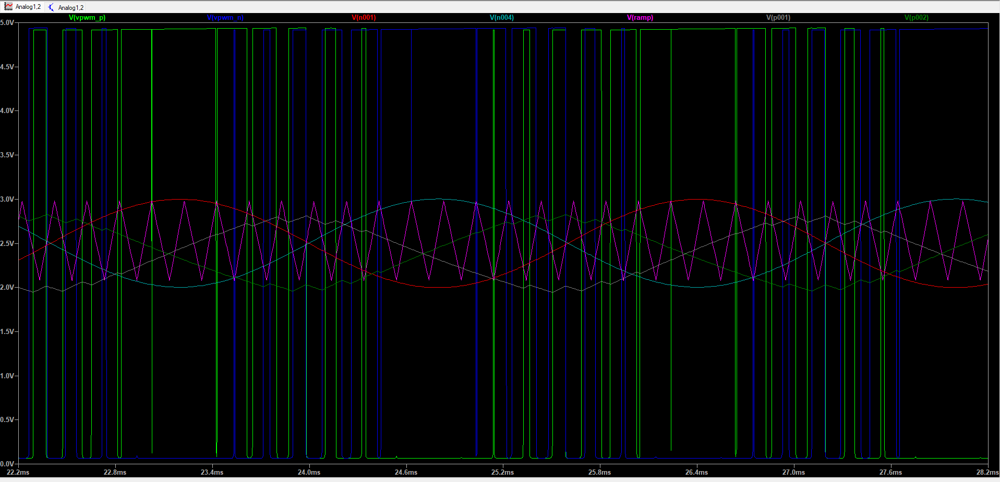 Analog1,2 Analog1,2
V(vpwm_p) V(vpwm_n) V(n001) V(n004) V(ramp) V(p001) V(p002)
5.0V
4.5V
4.0V
3.5V
3.0V
2.5V
2.0V
1.5V
1.0V
0.5V
0.0V
22.2ms 22.8ms 23.4ms 24.0ms 24.6ms 25.2ms 25.8ms 26.4ms 27.0ms 27.6ms 28.2ms